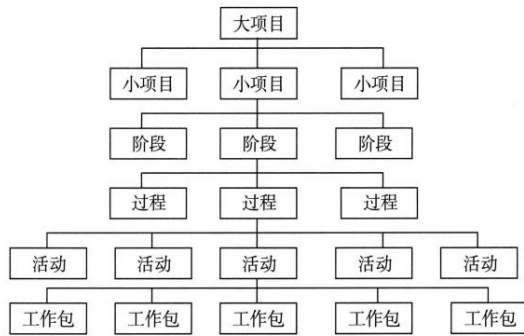 大项目
小项目 小项目 小项目
阶段 阶段 阶段
过程 过程 过程
活动 活动 活动 活动 活动
工作包 工作包 工作包 工作包 工作包